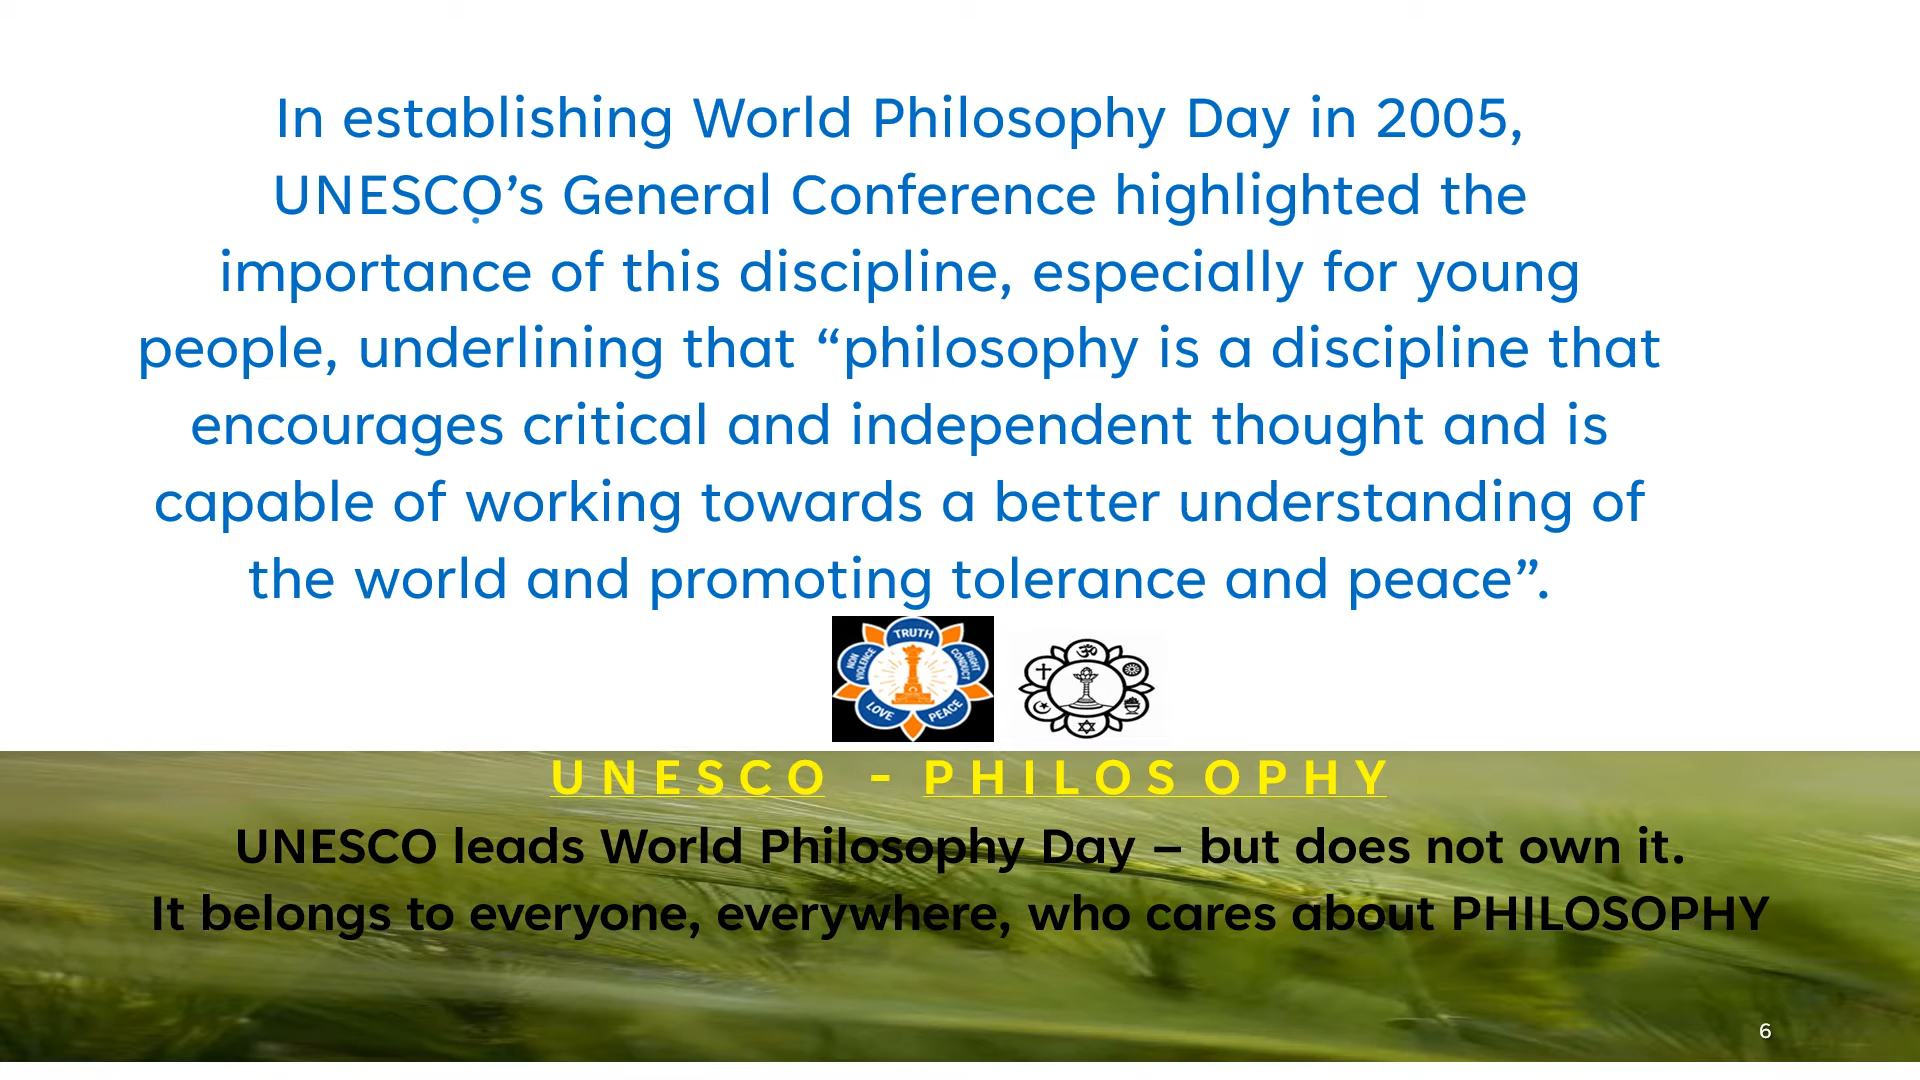 In establishing World Philosophy Day in 2005,
UNESCỌ’s General Conference highlighted the
importance of this discipline, especially for young
people, underlining that “philosophy is a discipline that
encourages critical and independent thought and is
capable of working towards a better understanding of
the world and promoting tolerance and peace”.
TRUTH
NON VIOLENCE
RIGHT CONDUCT
LOVE
PEACE
ॐ
UNESCO - PHILOSOPHY
UNESCO leads World Philosophy Day – but does not own it.
It belongs to everyone, everywhere, who cares about PHILOSOPHY
6